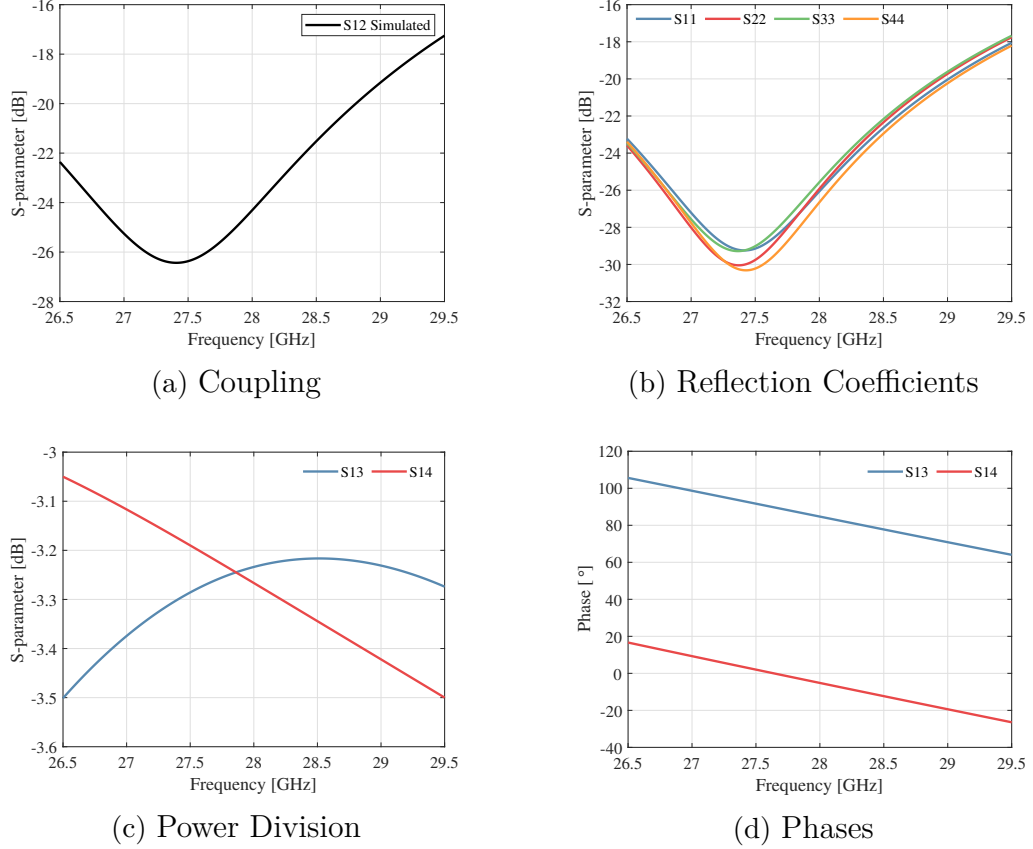 S12 Simulated
-16
-18
-20
-22
-24
-26
-28
S-parameter [dB]
26.5 27 27.5 28 28.5 29 29.5
Frequency [GHz]
(a) Coupling
S11 S22 S33 S44
-16
-18
-20
-22
-24
-26
-28
-30
-32
S-parameter [dB]
26.5 27 27.5 28 28.5 29 29.5
Frequency [GHz]
(b) Reflection Coefficients
S13 S14
-3
-3.1
-3.2
-3.3
-3.4
-3.5
-3.6
S-parameter [dB]
26.5 27 27.5 28 28.5 29 29.5
Frequency [GHz]
(c) Power Division
S13 S14
120
100
80
60
40
20
0
-20
-40
Phase [ °]
26.5 27 27.5 28 28.5 29 29.5
Frequency [GHz]
(d) Phases